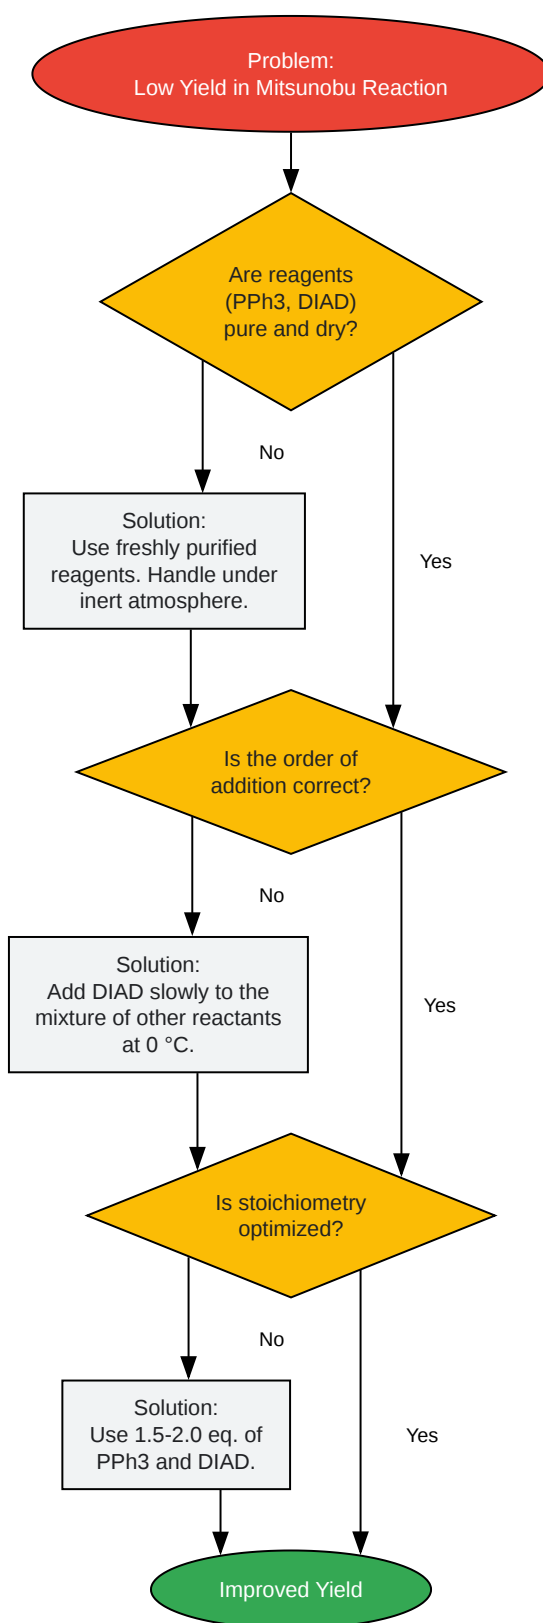 Problem:
Low Yield in Mitsunobu Reaction
Are reagents
(PPh3, DIAD)
pure and dry?
No
Solution:
Use freshly purified
reagents. Handle under
inert atmosphere.
Yes
Is the order of
addition correct?
No
Solution:
Add DIAD slowly to the
mixture of other reactants
at 0 °C.
Yes
Is stoichiometry
optimized?
No
Solution:
Use 1.5-2.0 eq. of
PPh3 and DIAD.
Yes
Improved Yield